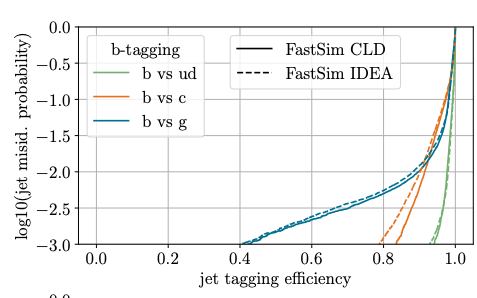 b-tagging
b vs ud
b vs c
b vs g
FastSim CLD
FastSim IDEA
log10(jet misid. probability)
0.0
−0.5
−1.0
−1.5
−2.0
−2.5
−3.0
0.0 0.2 0.4 0.6 0.8 1.0
jet tagging efficiency